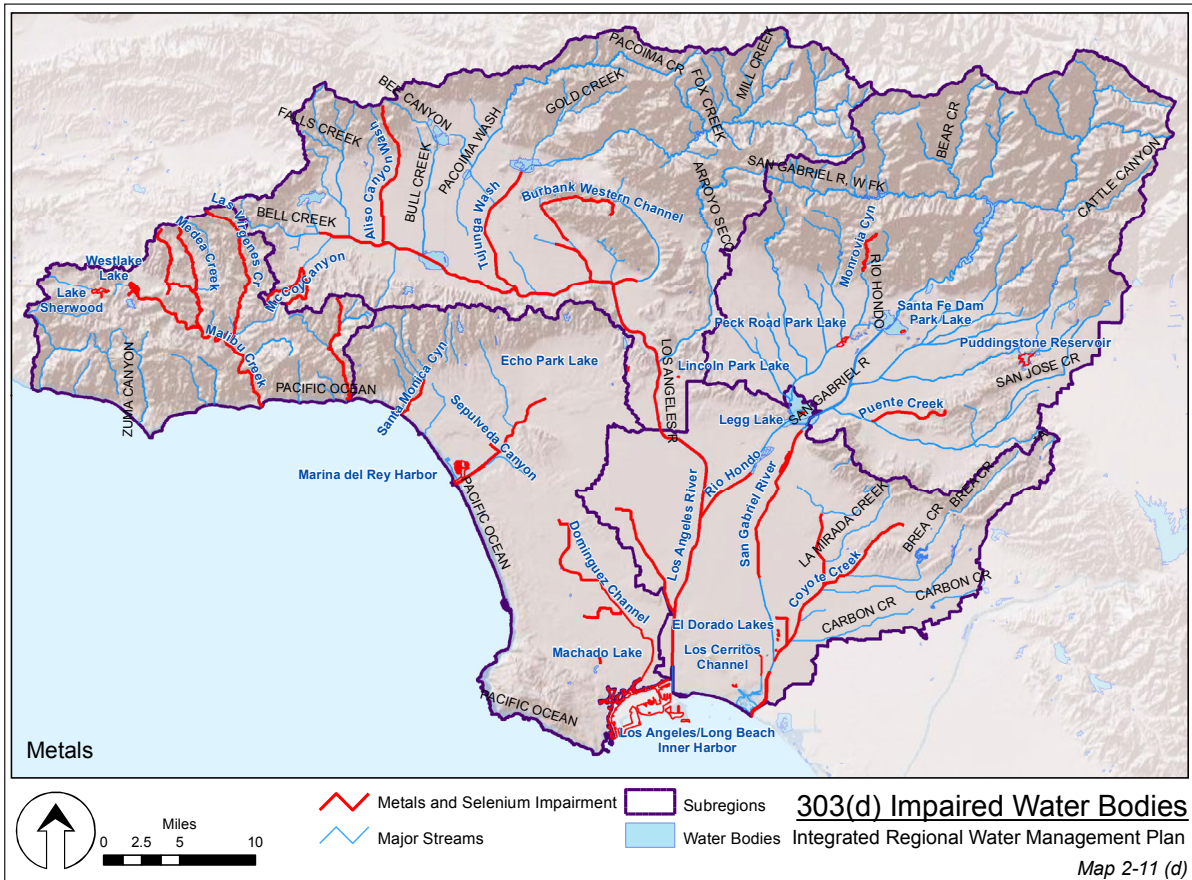 PACOIMA CR
MILL CREEK
FOX CREEK
GOLD CREEK
BEE CANYON
PACOIMA WASH
FALLS CREEK
Aliso Canyon Wash
BULL CREEK
BEAR CR
SAN GABRIEL R, W FK
CATTLE CANYON
ARROYO SECO
Burbank Western Channel
Tujunga Wash
BELL CREEK
Las Virgenes Cr
Medea Creek
McCoy Canyon
Westlake
Lake
Lake
Sherwood
Malibu Creek
ZUMA CANYON
PACIFIC OCEAN
Monrovia Cyn
RIO HONDO
Santa Fe Dam
Park Lake
Peck Road Park Lake
Puddingstone Reservoir
SAN JOSE CR
Echo Park Lake
LOS ANGELES R
Lincoln Park Lake
SAN GABRIEL R
Legg Lake
Puente Creek
Santa Monica Cyn
Sepulveda Canyon
Marina del Rey Harbor
PACIFIC OCEAN
Rio Hondo
San Gabriel River
Los Angeles River
LA MIRADA CREEK
BREA CR
BREA CR
Coyote Creek
CARBON CR
CARBON CR
Dominguez Channel
El Dorado Lakes
Los Cerritos
Channel
Machado Lake
PACIFIC OCEAN
Los Angeles/Long Beach
Inner Harbor
Metals
Miles
0 2.5 5 10
Metals and Selenium Impairment
Major Streams
Subregions
Water Bodies
303(d) Impaired Water Bodies
Integrated Regional Water Management Plan
Map 2-11 (d)